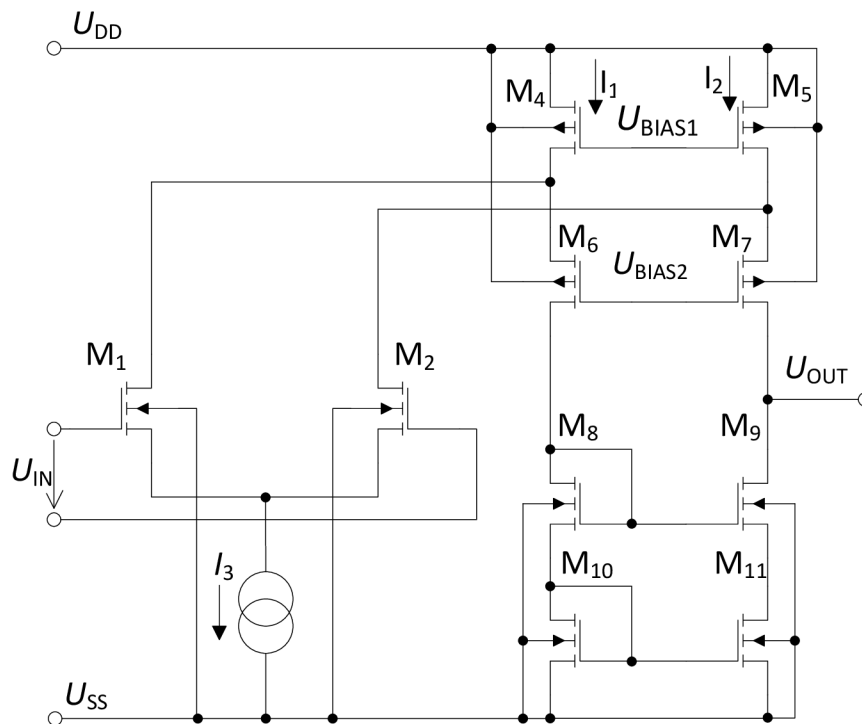 U_DD
M_4
I_1
I_2
M_5
U_BIAS1
M_6
M_7
U_BIAS2
M_1
M_2
U_OUT
M_8
M_9
U_IN
I_3
M_10
M_11
U_SS